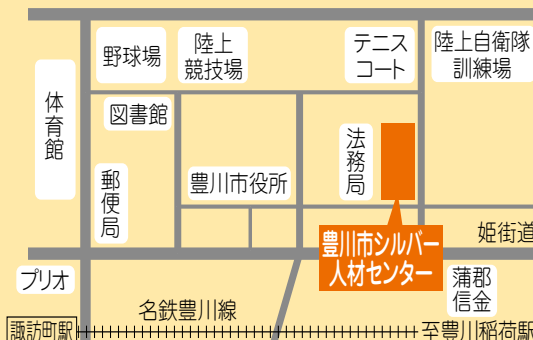 野球場
陸上
競技場
テニス
コート
陸上自衛隊
訓練場
体育館
図書館
郵便局
豊川市役所
法務局
豊川市シルバー
人材センター
姫街道
プリオ
蒲郡
信金
名鉄豊川線
諏訪町駅
至豊川稲荷駅